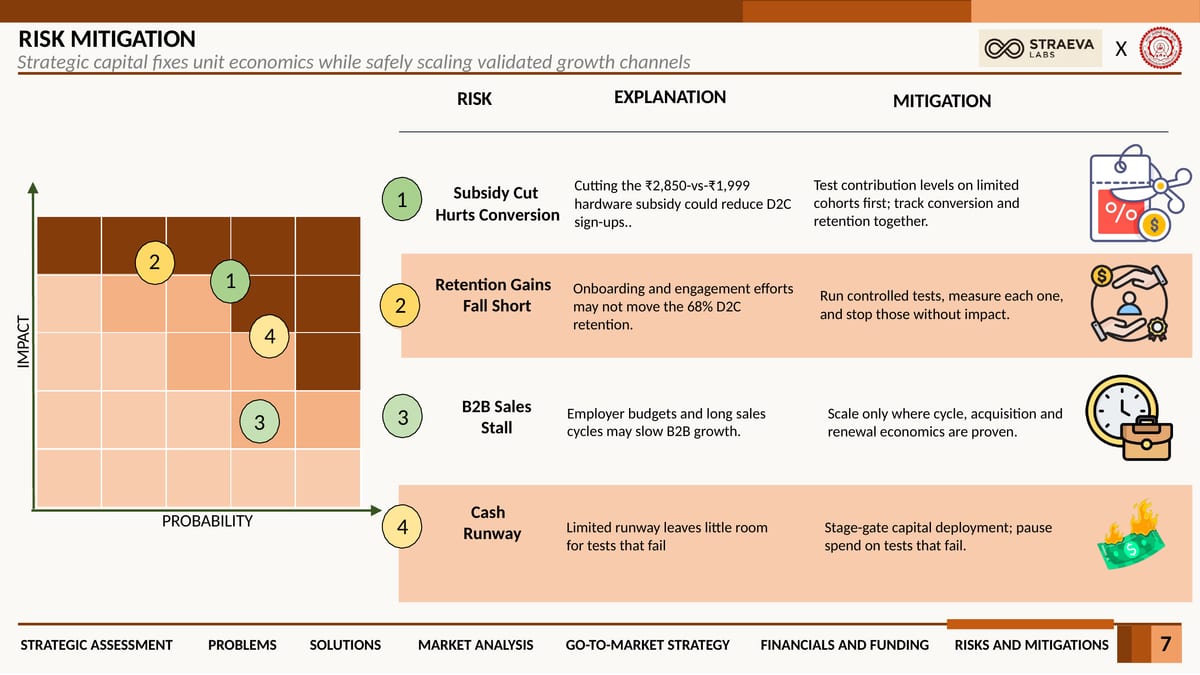 RISK MITIGATION
Strategic capital fixes unit economics while safely scaling validated growth channels
STRAEVA
LABS
X
RISK
EXPLANATION
MITIGATION
1
Subsidy Cut
Hurts Conversion
Cutting the ₹2,850-vs-₹1,999
hardware subsidy could reduce D2C
sign-ups..
Test contribution levels on limited
cohorts first; track conversion and
retention together.
%
$
2
Retention Gains
Fall Short
Onboarding and engagement efforts
may not move the 68% D2C
retention.
Run controlled tests, measure each one,
and stop those without impact.
$
3
B2B Sales
Stall
Employer budgets and long sales
cycles may slow B2B growth.
Scale only where cycle, acquisition and
renewal economics are proven.
4
Cash
Runway
Limited runway leaves little room
for tests that fail
Stage-gate capital deployment; pause
spend on tests that fail.
$
IMPACT
2
1
4
3
PROBABILITY
STRATEGIC ASSESSMENT
PROBLEMS
SOLUTIONS
MARKET ANALYSIS
GO-TO-MARKET STRATEGY
FINANCIALS AND FUNDING
RISKS AND MITIGATIONS
7